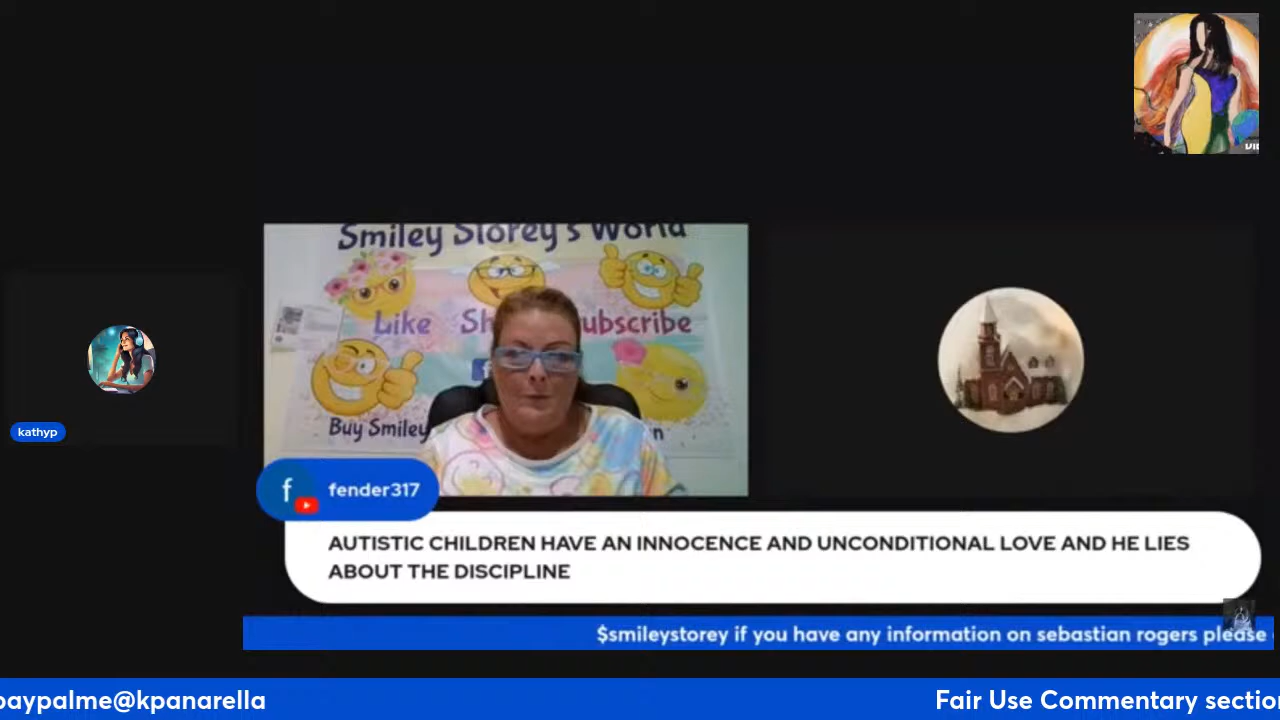 Smiley Storey's World
Like Sh ubscribe
Buy Smiley n
kathyp
f fender317
AUTISTIC CHILDREN HAVE AN INNOCENCE AND UNCONDITIONAL LOVE AND HE LIES
ABOUT THE DISCIPLINE
$smileystorey if you have any information on sebastian rogers please
paypalme@kpanarella
Fair Use Commentary section